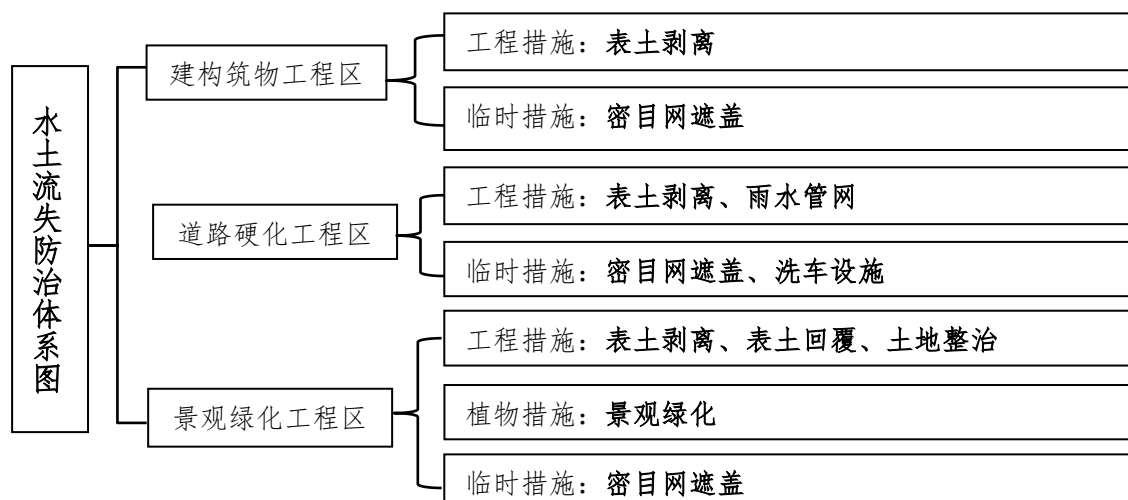 水土流失防治体系图
建构筑物工程区
工程措施：表土剥离
临时措施：密目网遮盖
道路硬化工程区
工程措施：表土剥离、雨水管网
临时措施：密目网遮盖、洗车设施
景观绿化工程区
工程措施：表土剥离、表土回覆、土地整治
植物措施：景观绿化
临时措施：密目网遮盖